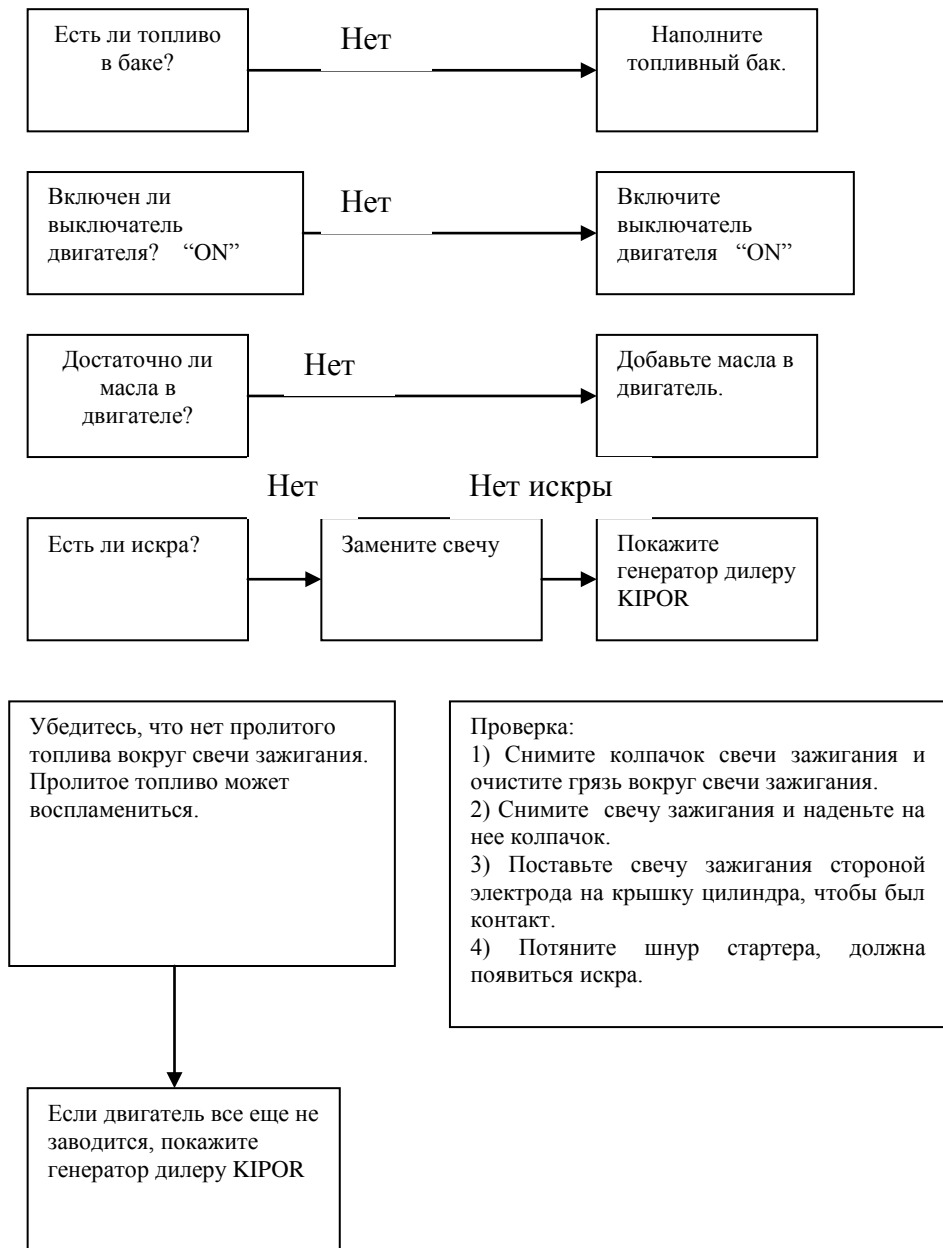 Есть ли топливо
в баке?
Нет
Наполните
топливный бак.
Включен ли
выключатель
двигателя? “ON”
Нет
Включите
выключатель
двигателя “ON”
Достаточно ли
масла в
двигателе?
Нет
Добавьте масла в
двигатель.
Нет
Нет искры
Есть ли искра?
Замените свечу
Покажите
генератор дилеру
KIPOR
Убедитесь, что нет пролитого
топлива вокруг свечи зажигания.
Пролитое топливо может
воспламениться.
Проверка:
1) Снимите колпачок свечи зажигания и
очистите грязь вокруг свечи зажигания.
2) Снимите свечу зажигания и наденьте на
нее колпачок.
3) Поставьте свечу зажигания стороной
электрода на крышку цилиндра, чтобы был
контакт.
4) Потяните шнур стартера, должна
появиться искра.
Если двигатель все еще не
заводится, покажите
генератор дилеру KIPOR